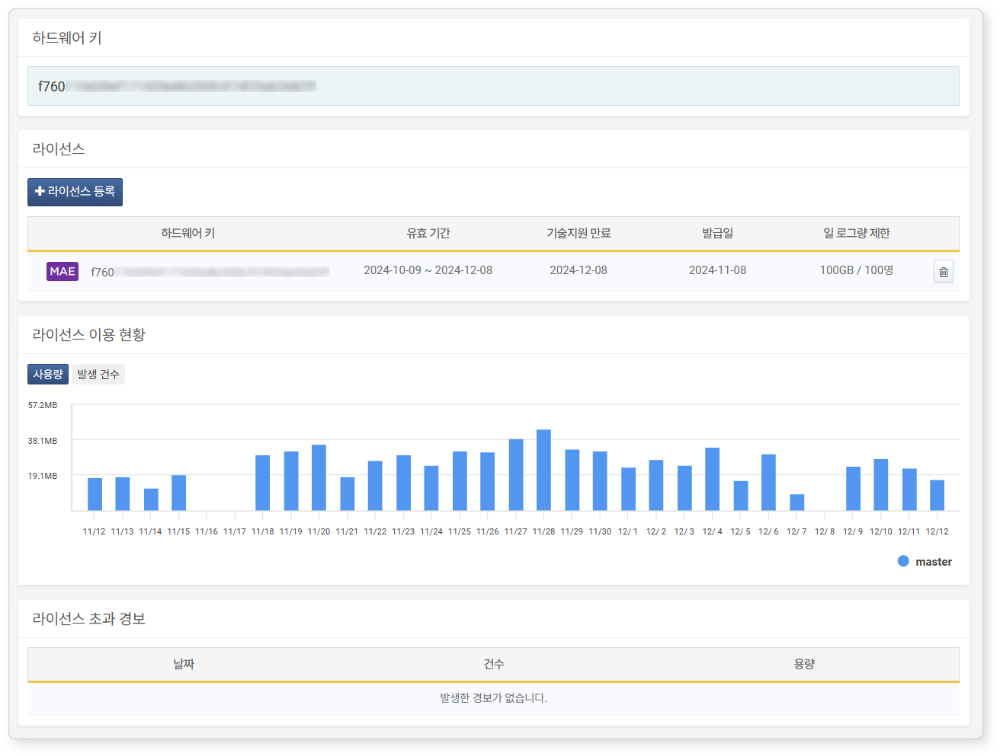 하드웨어 키
f760
라이선스
라이선스 등록
하드웨어 키 유효 기간 기술지원 만료 발급일 일 로그량 제한
MAE f760 2024-10-09 ~ 2024-12-08 2024-12-08 2024-11-08 100GB / 100명
라이선스 이용 현황
사용량 발생 건수
57.2MB
38.1MB
19.1MB
11/12 11/13 11/14 11/15 11/16 11/17 11/18 11/19 11/20 11/21 11/22 11/23 11/24 11/25 11/26 11/27 11/28 11/29 11/30 12/ 1 12/ 2 12/ 3 12/ 4 12/ 5 12/ 6 12/ 7 12/ 8 12/ 9 12/10 12/11 12/12
master
라이선스 초과 경보
날짜 건수 용량
발생한 경보가 없습니다.